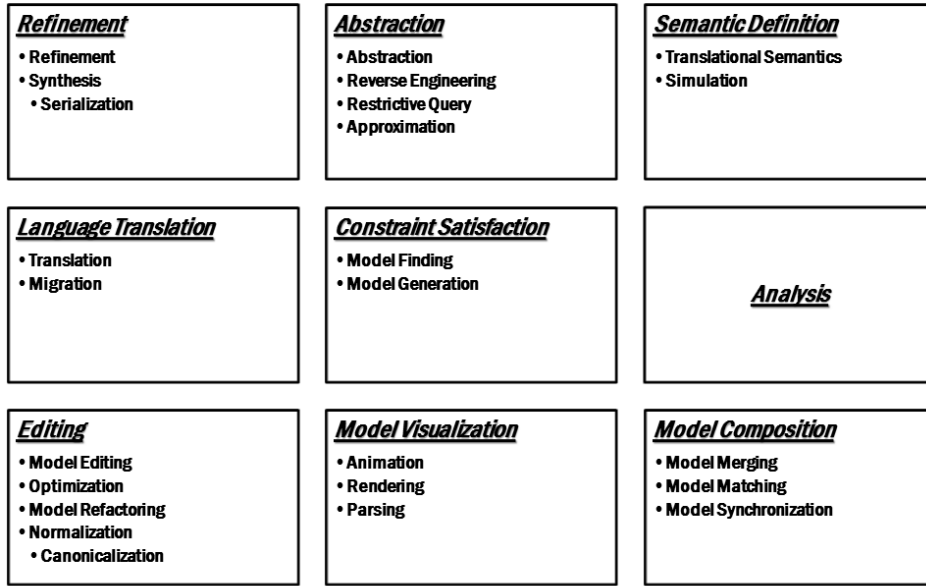 Refinement
• Refinement
• Synthesis
• Serialization
Abstraction
• Abstraction
• Reverse Engineering
• Restrictive Query
• Approximation
Semantic Definition
• Translational Semantics
• Simulation
Language Translation
• Translation
• Migration
Constraint Satisfaction
• Model Finding
• Model Generation
Analysis
Editing
• Model Editing
• Optimization
• Model Refactoring
• Normalization
• Canonicalization
Model Visualization
• Animation
• Rendering
• Parsing
Model Composition
• Model Merging
• Model Matching
• Model Synchronization